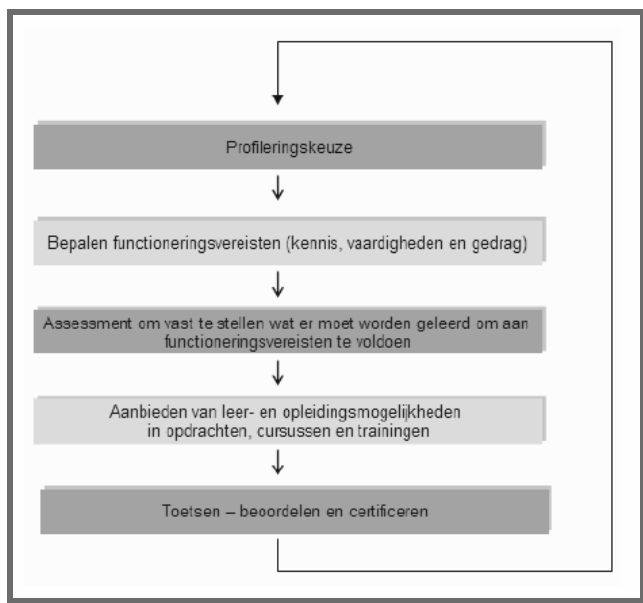 Profileringskeuze
Bepalen functioneringsvereisten (kennis, vaardigheden en gedrag)
Assessment om vast te stellen wat er moet worden geleerd om aan
functioneringsvereisten te voldoen
Aanbieden van leer- en opleidingsmogelijkheden
in opdrachten, cursussen en trainingen
Toetsen – beoordelen en certificeren